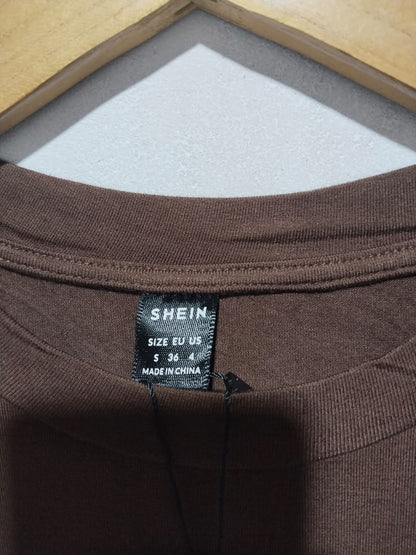 SHEIN
SIZE EU US
S 36 4
MADE IN CHINA